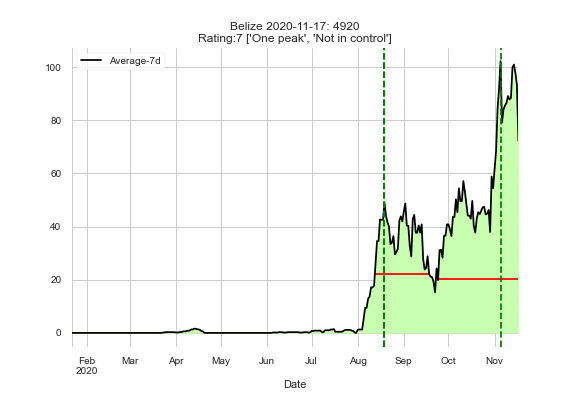 Belize 2020-11-17: 4920
Rating:7 ['One peak', 'Not in control']
Average-7d
100
80
60
40
20
0
Feb Mar Apr May Jun Jul Aug Sep Oct Nov
2020
Date